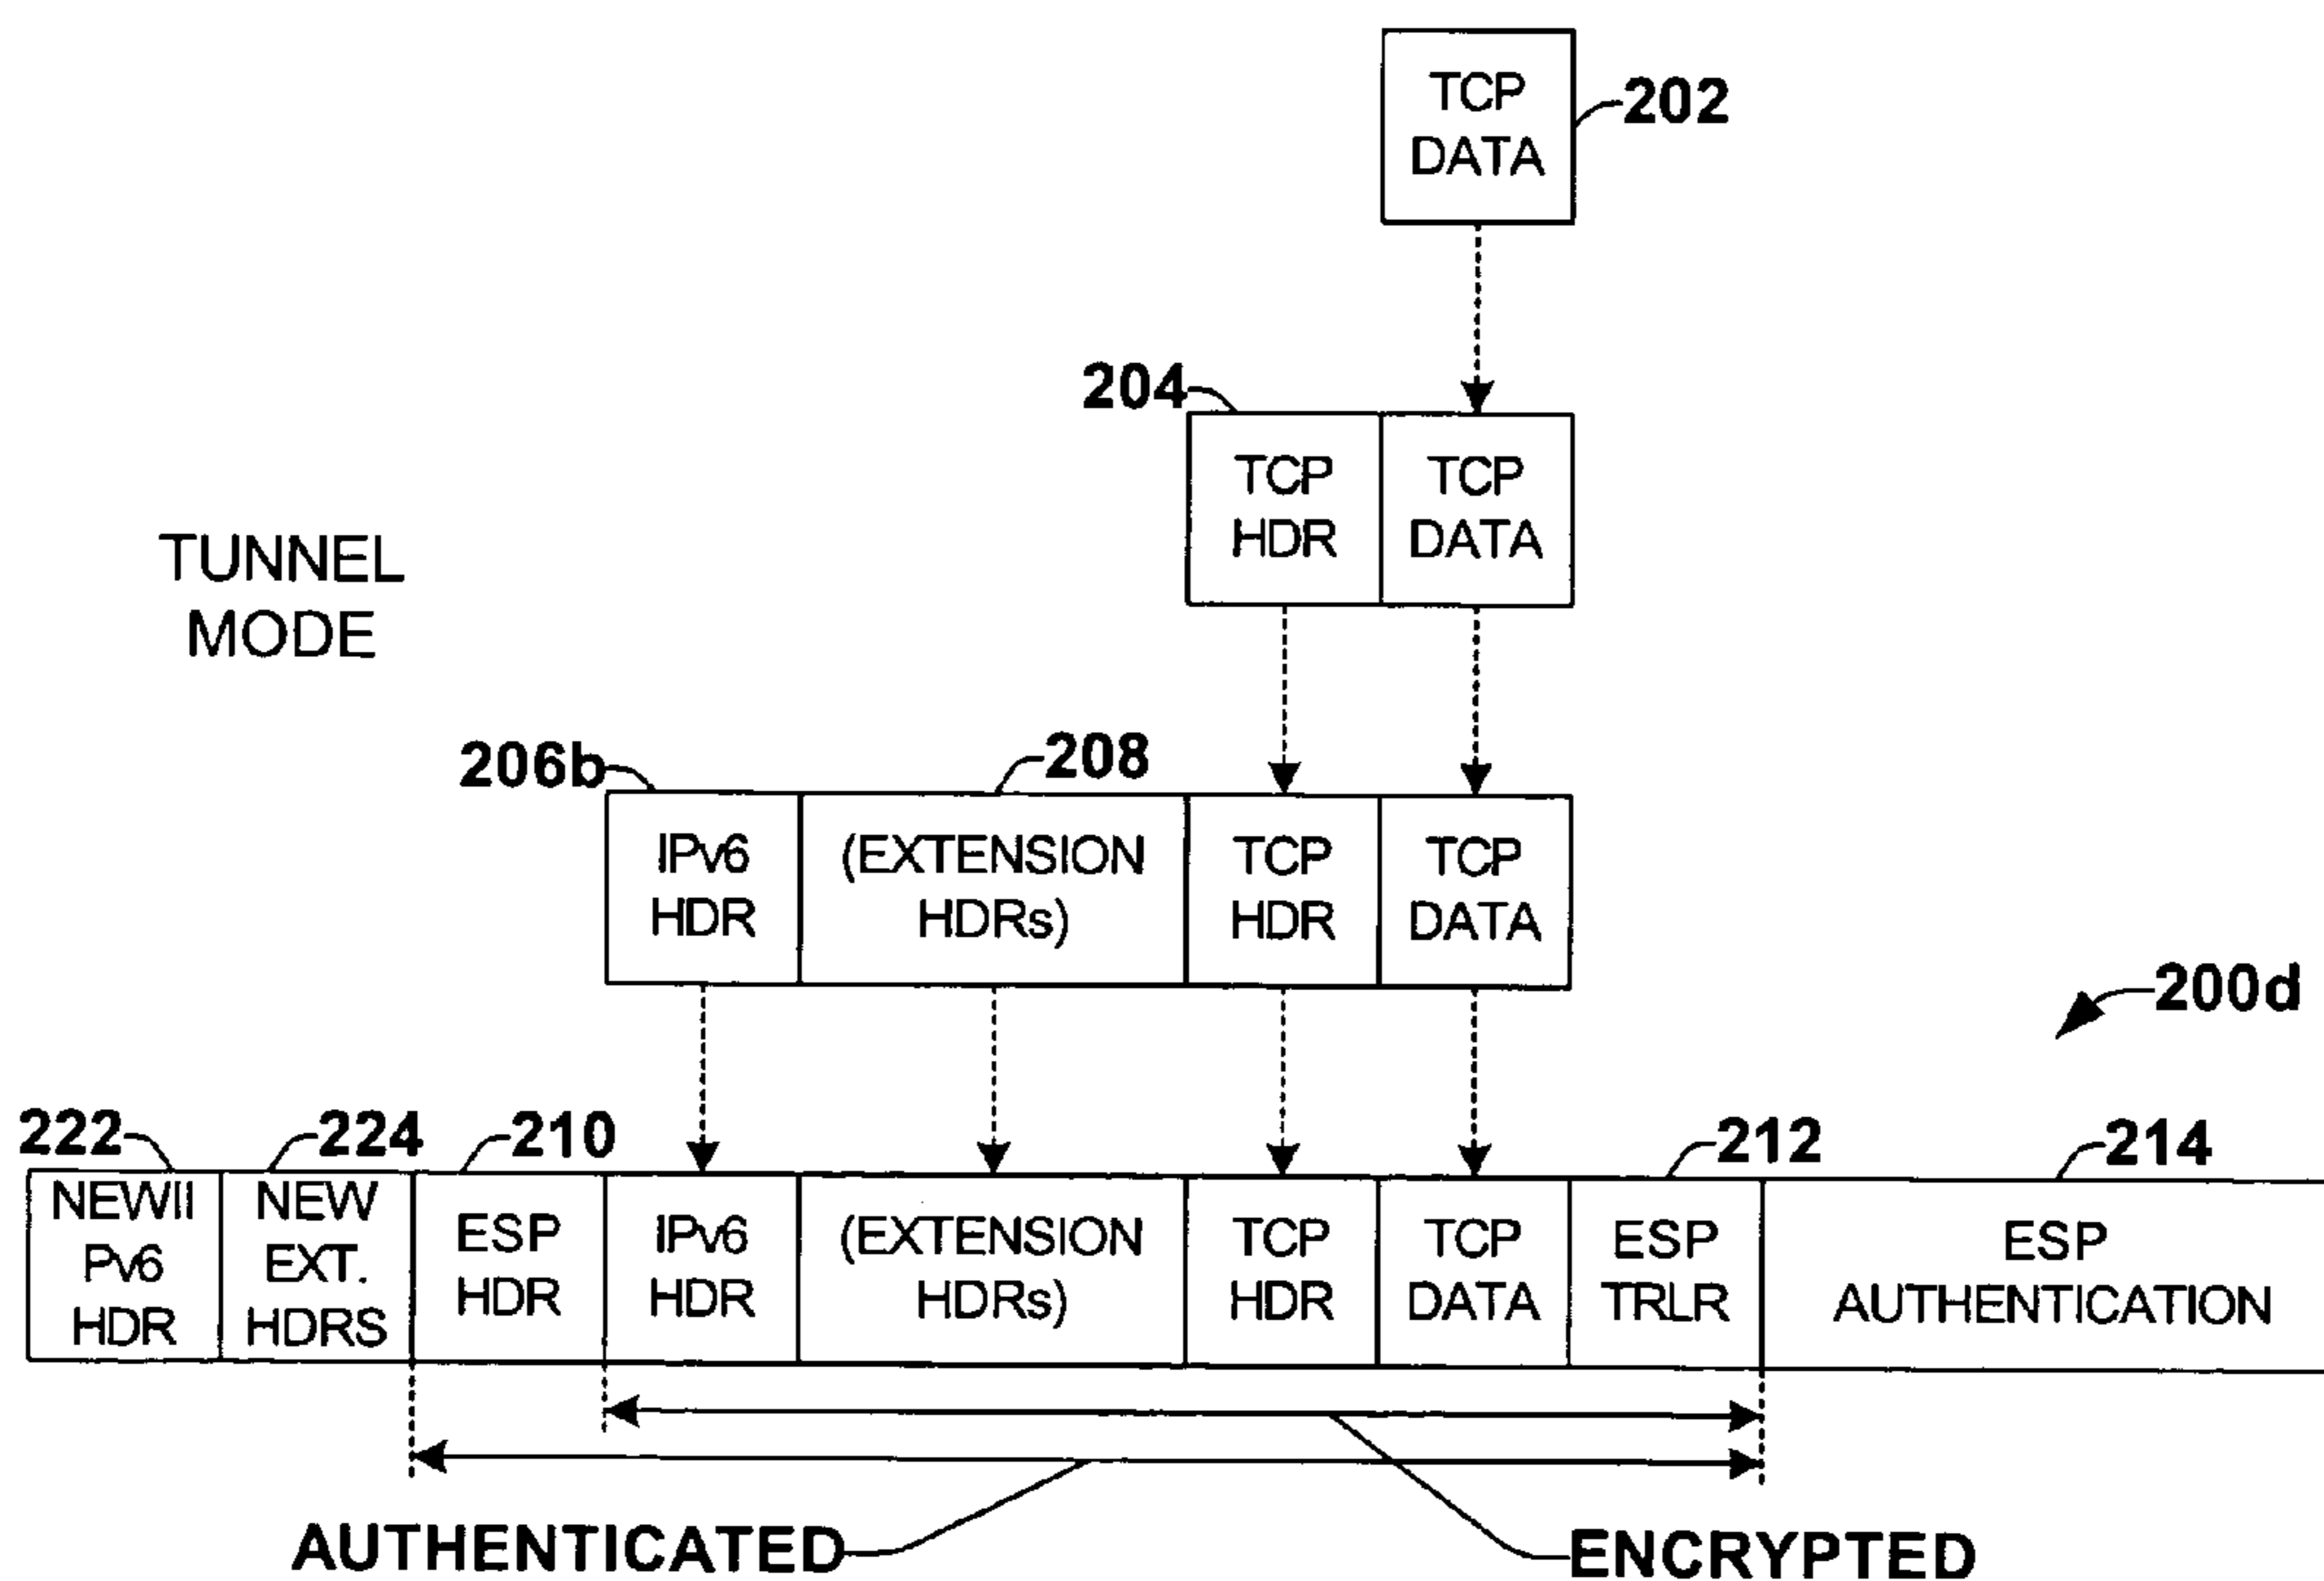 TCP
DATA
202
204
TCP
HDR
TCP
DATA
TUNNEL
MODE
206b
208
IPv6
HDR
(EXTENSION
HDRs)
TCP
HDR
TCP
DATA
200d
222
224
210
212
214
NEWII
Pv6
HDR
NEW
EXT.
HDRS
ESP
HDR
IPv6
HDR
(EXTENSION
HDRs)
TCP
HDR
TCP
DATA
ESP
TRLR
ESP
AUTHENTICATION
AUTHENTICATED
ENCRYPTED